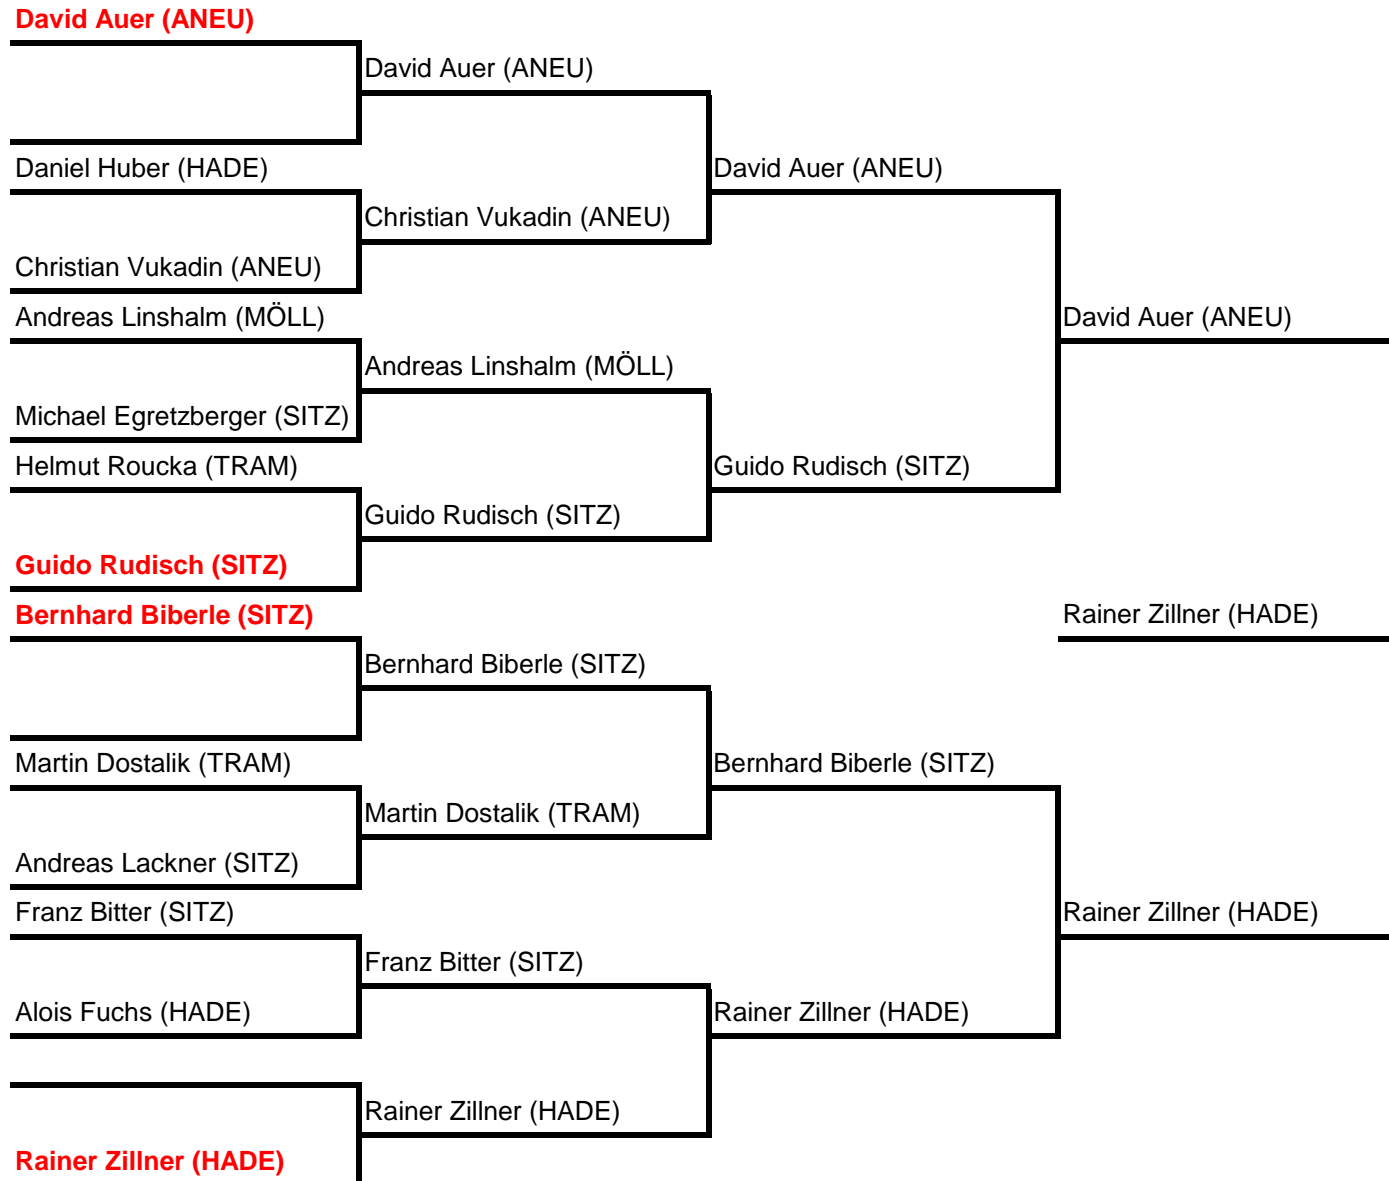 David Auer (ANEU)
David Auer (ANEU)
Daniel Huber (HADE)
David Auer (ANEU)
Christian Vukadin (ANEU)
Christian Vukadin (ANEU)
Andreas Linshalm (MÖLL)
David Auer (ANEU)
Andreas Linshalm (MÖLL)
Michael Egretzberger (SITZ)
Helmut Roucka (TRAM)
Guido Rudisch (SITZ)
Guido Rudisch (SITZ)
Guido Rudisch (SITZ)
Bernhard Biberle (SITZ)
Rainer Zillner (HADE)
Bernhard Biberle (SITZ)
Martin Dostalik (TRAM)
Bernhard Biberle (SITZ)
Martin Dostalik (TRAM)
Andreas Lackner (SITZ)
Franz Bitter (SITZ)
Rainer Zillner (HADE)
Franz Bitter (SITZ)
Alois Fuchs (HADE)
Rainer Zillner (HADE)
Rainer Zillner (HADE)
Rainer Zillner (HADE)